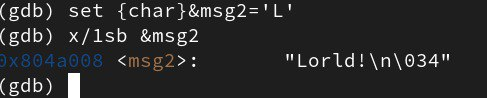 (gdb) set {char}&msg2='L'
(gdb) x/1sb &msg2
0x804a008 <msg2>:      "Lorld!\n\034"
(gdb)